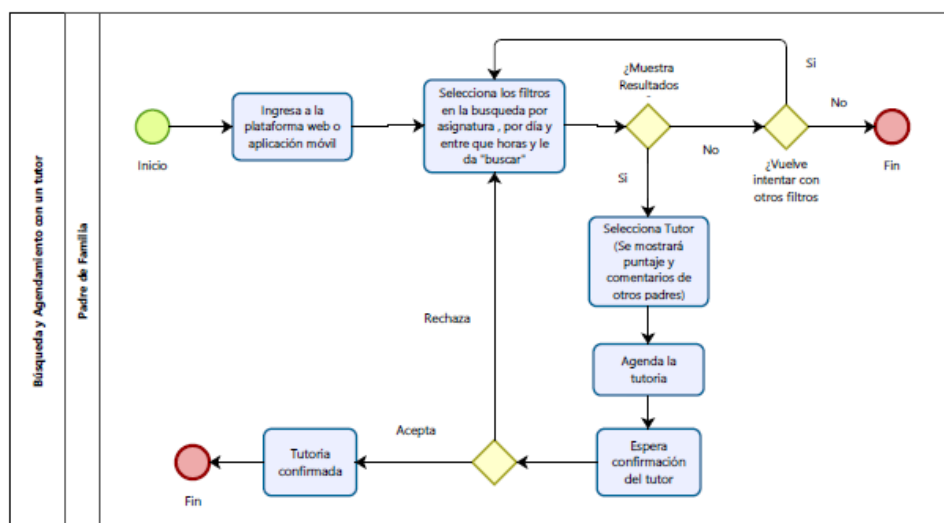 Búsqueda y Agendamiento con un tutor
Padre de Familia
Inicio
Ingresa a la
plataforma web o
aplicación móvil
Selecciona los filtros
en la busqueda por
asignatura , por día y
entre que horas y le
da "buscar"
¿Muestra
Resultados
Si
No
¿Vuelve
intentar con
otros filtros
Si
No
Fin
Selecciona Tutor
(Se mostrará
puntaje y
comentarios de
otros padres)
Agenda la
tutoria
Espera
confirmación
del tutor
Rechaza
Acepta
Tutoria
confirmada
Fin